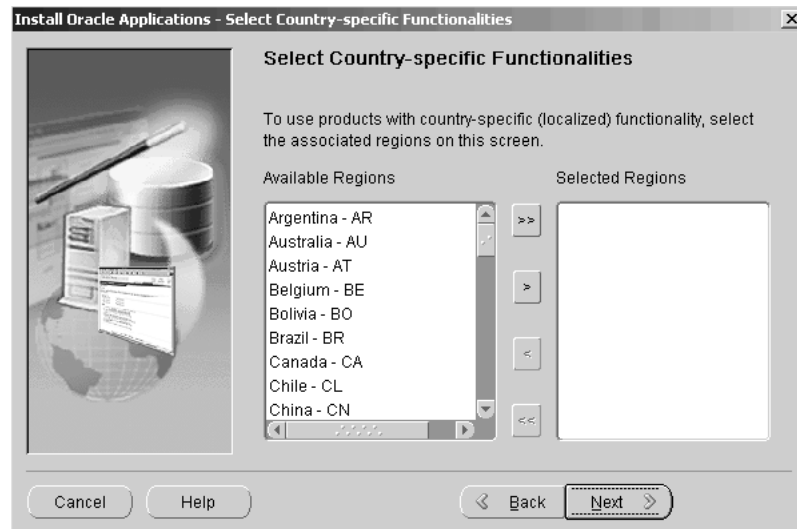 Install Oracle Applications - Select Country-specific Functionalities
Select Country-specific Functionalities
To use products with country-specific (localized) functionality, select
the associated regions on this screen.
Available Regions
Selected Regions
Argentina - AR
Australia - AU
Austria - AT
Belgium - BE
Bolivia - BO
Brazil - BR
Canada - CA
Chile - CL
China - CN
>>
>
<
<<
Cancel
Help
Back
Next